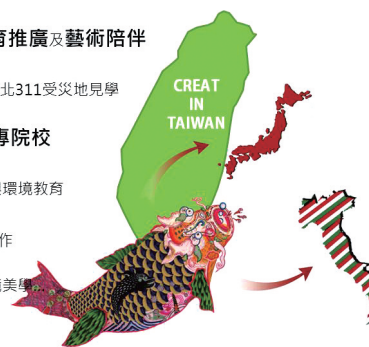 育推廣及藝術陪伴
北311受災地見學
CREAT
IN
TAIWAN
專院校
環境教育
作
美學